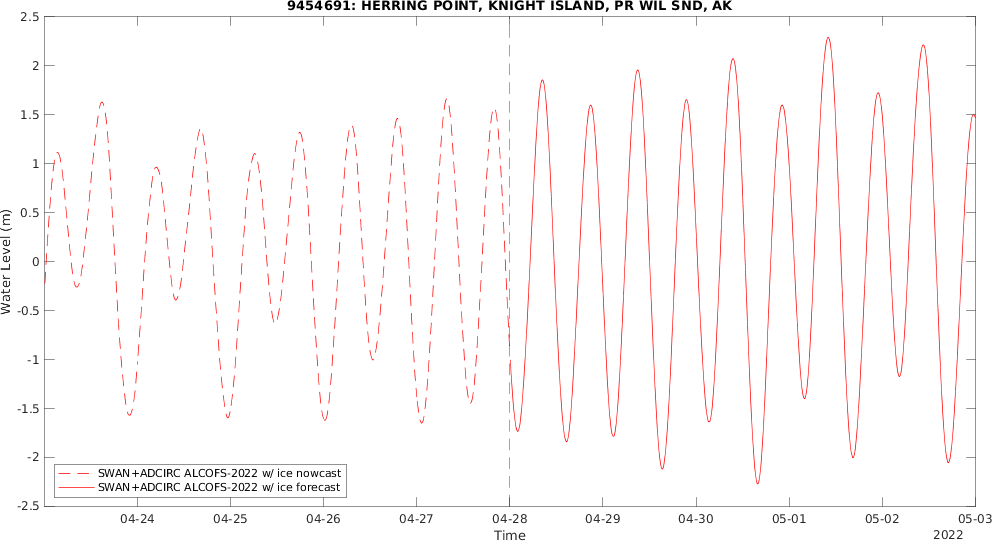 9454691: HERRING POINT, KNIGHT ISLAND, PR WIL SND, AK
2.5
2
1.5
1
0.5
0
-0.5
-1
-1.5
-2
-2.5
Water Level (m)
SWAN+ADCIRC ALCOFS-2022 w/ ice nowcast
SWAN+ADCIRC ALCOFS-2022 w/ ice forecast
04-24 04-25 04-26 04-27 04-28 04-29 04-30 05-01 05-02 05-03
Time
2022